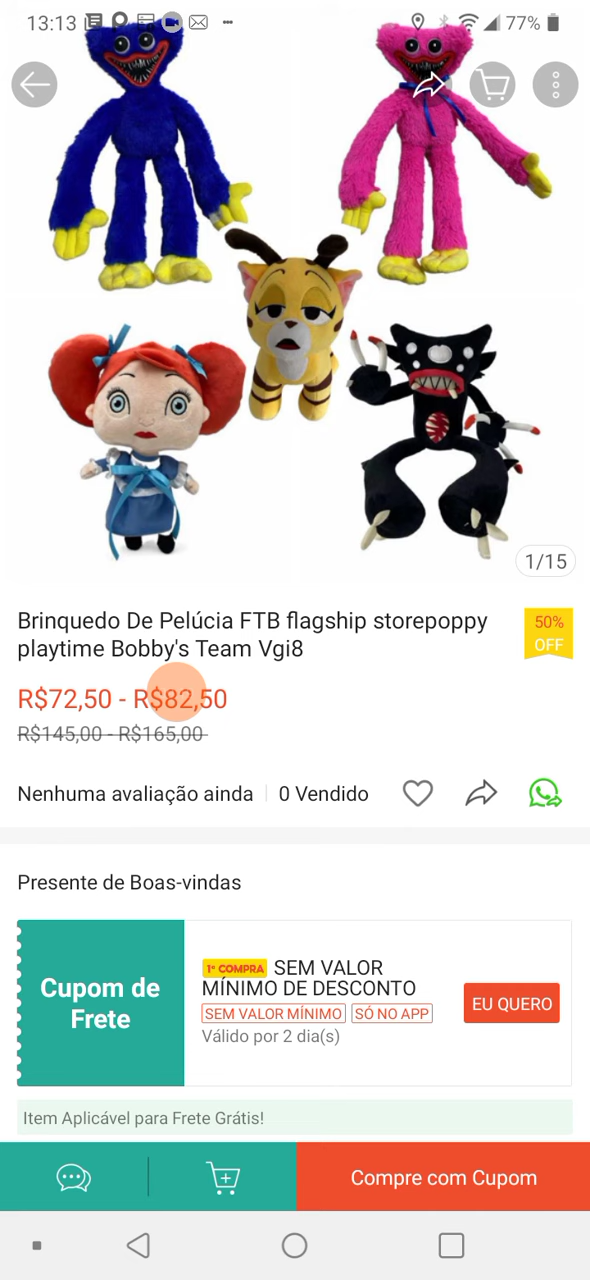 13:13
77%
1/15
Brinquedo De Pelúcia FTB flagship storepoppy
playtime Bobby's Team Vgi8
50%
OFF
R$72,50 - R$82,50
R$145,00 - R$165,00
Nenhuma avaliação ainda
0 Vendido
Presente de Boas-vindas
Cupom de
Frete
1ª COMPRA SEM VALOR
MÍNIMO DE DESCONTO
SEM VALOR MÍNIMO SÓ NO APP
Válido por 2 dia(s)
EU QUERO
Item Aplicável para Frete Grátis!
Compre com Cupom